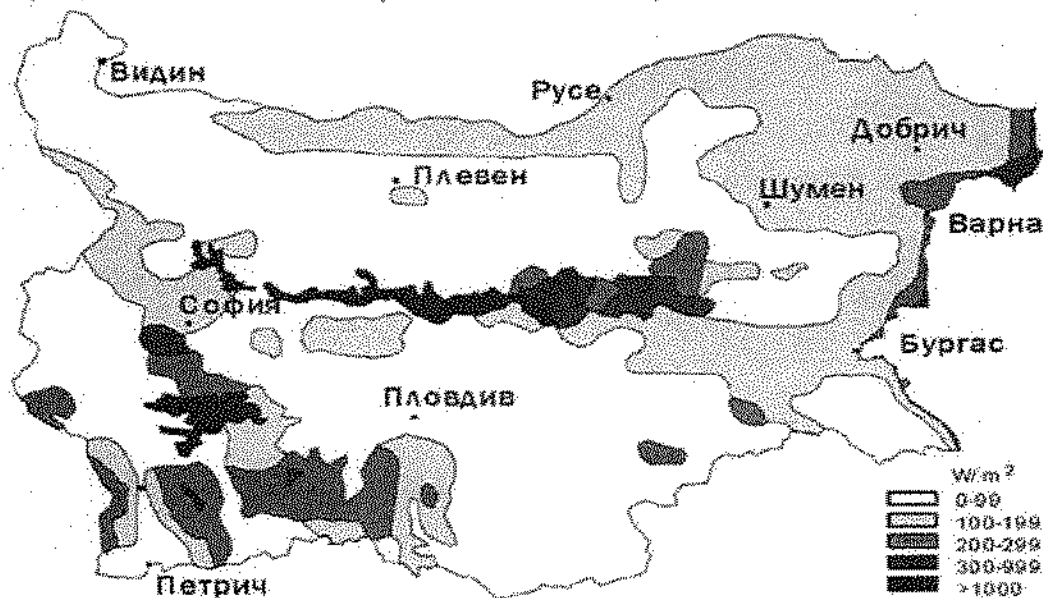 Видин
Русе
Добрич
Плевен
Шумен
Варна
София
Бургас
Пловдив
Петрич
W/m²
0-99
100-199
200-299
300-999
>1000